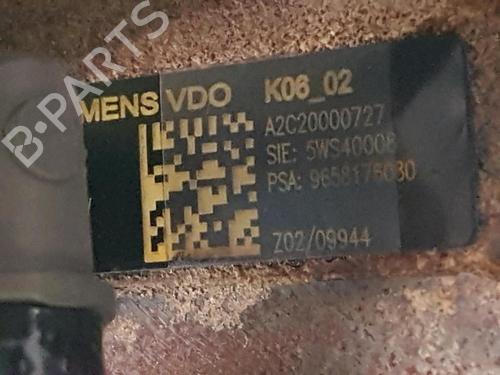 B-PARTS
MENS VDO K06_02
A2C20000727
SIE: 5WS40008
PSA: 9658176080
Z02/09944